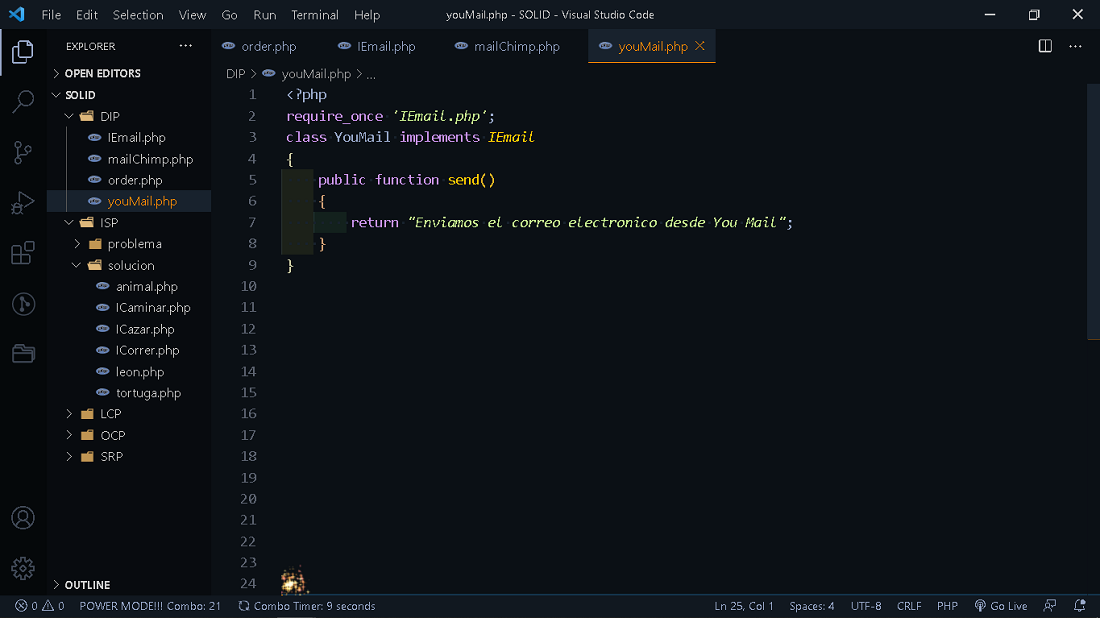 File Edit Selection View Go Run Terminal Help youMail.php - SOLID - Visual Studio Code
EXPLORER ...
order.php IEmail.php mailChimp.php youMail.php
OPEN EDITORS
SOLID
DIP
IEmail.php
mailChimp.php
order.php
youMail.php
ISP
problema
solucion
animal.php
ICaminar.php
ICazar.php
ICorrer.php
leon.php
tortuga.php
LCP
OCP
SRP
OUTLINE
DIP > youMail.php > ...
1 <?php
2 require_once 'IEmail.php';
3 class YouMail implements IEmail
4 {
5 public function send()
6 {
7 return "Enviamos el correo electronico desde You Mail";
8 }
9 }
10
11
12
13
14
15
16
17
18
19
20
21
22
23
24
0 0 POWER MODE!!! Combo: 21 Combo Timer: 9 seconds Ln 25, Col 1 Spaces: 4 UTF-8 CRLF PHP Go Live